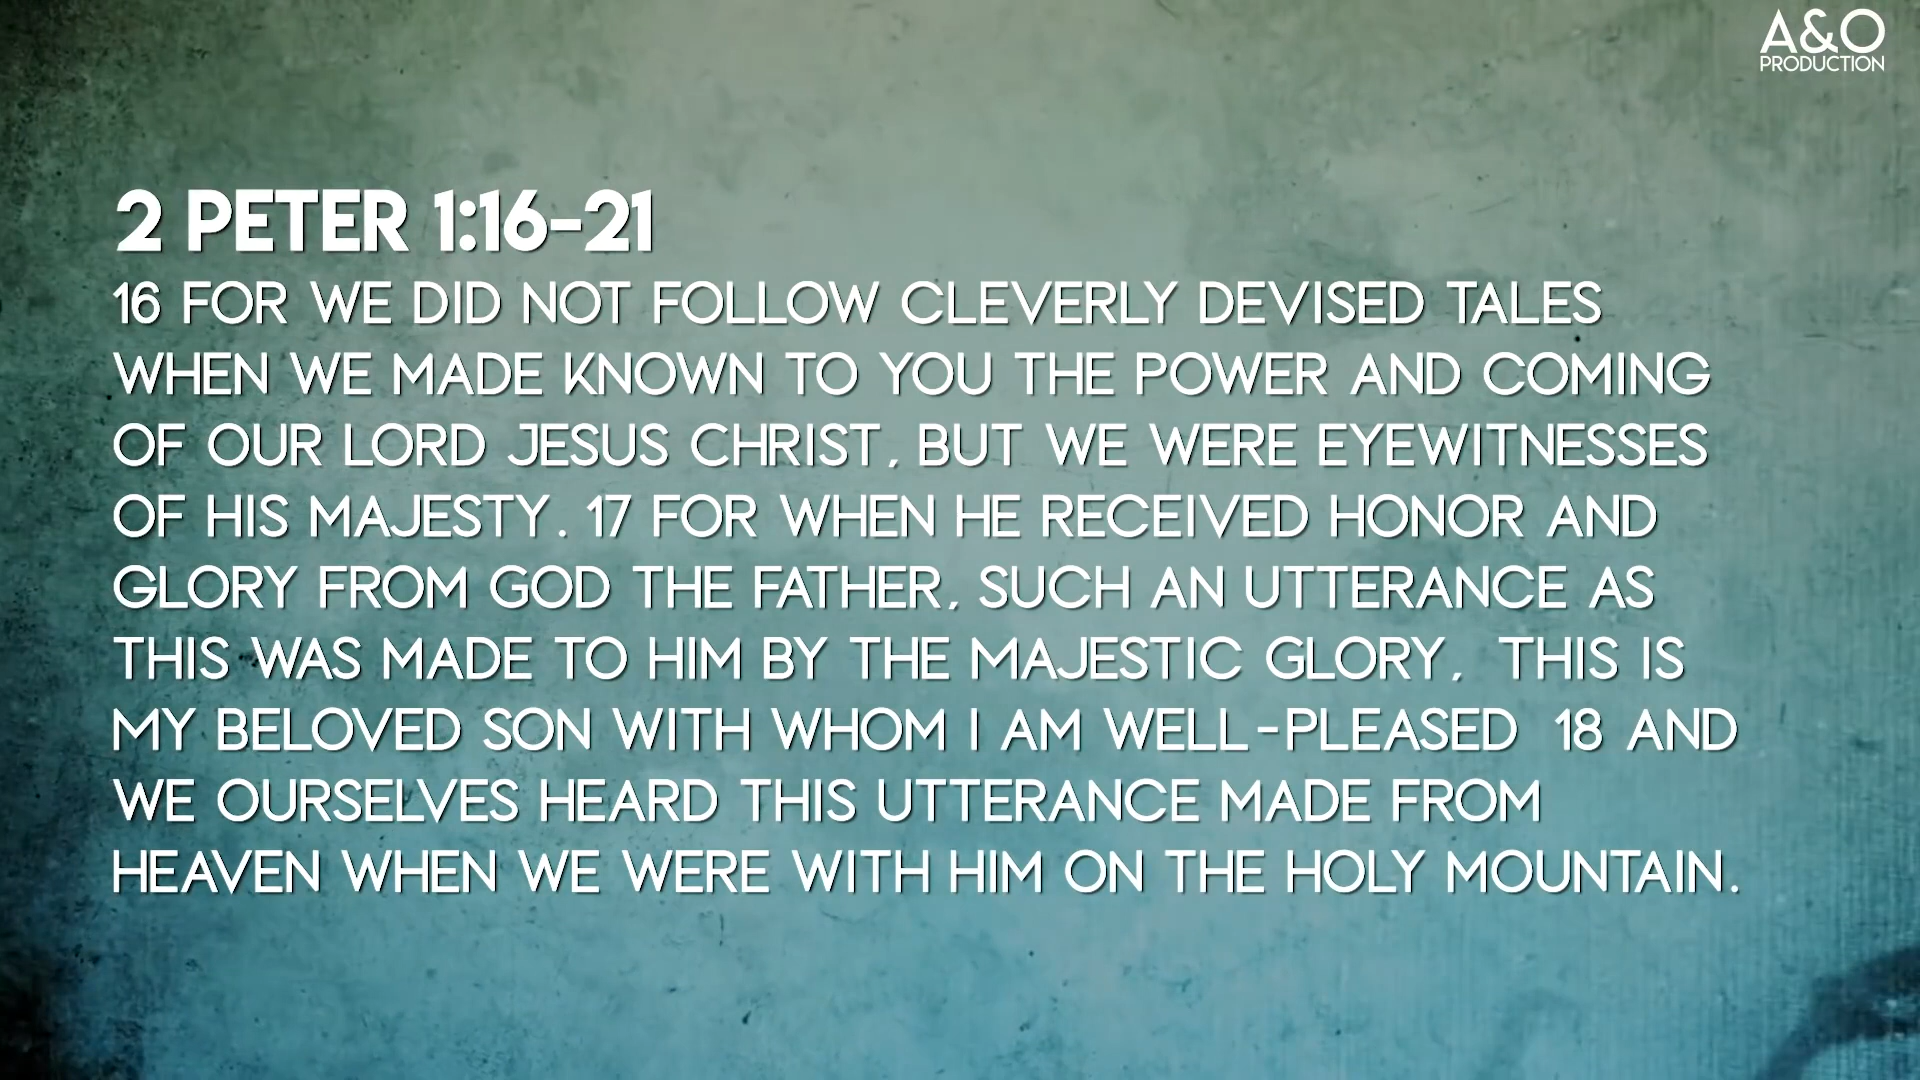 A&O
PRODUCTION
2 PETER 1:16-21
16 FOR WE DID NOT FOLLOW CLEVERLY DEVISED TALES
WHEN WE MADE KNOWN TO YOU THE POWER AND COMING
OF OUR LORD JESUS CHRIST, BUT WE WERE EYEWITNESSES
OF HIS MAJESTY. 17 FOR WHEN HE RECEIVED HONOR AND
GLORY FROM GOD THE FATHER, SUCH AN UTTERANCE AS
THIS WAS MADE TO HIM BY THE MAJESTIC GLORY, THIS IS
MY BELOVED SON WITH WHOM I AM WELL-PLEASED 18 AND
WE OURSELVES HEARD THIS UTTERANCE MADE FROM
HEAVEN WHEN WE WERE WITH HIM ON THE HOLY MOUNTAIN.